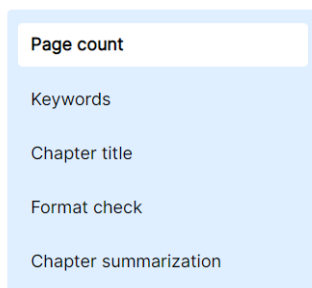 Page count
Keywords
Chapter title
Format check
Chapter summarization